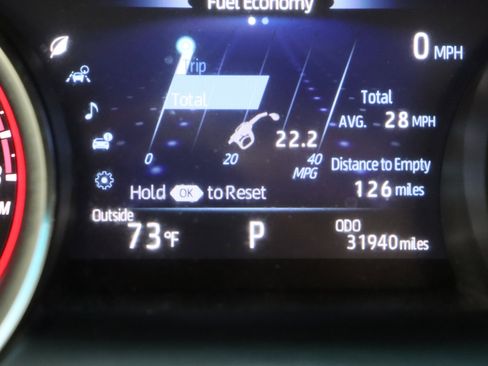 Fuel Economy
0 MPH
Trip
Total
Total
AVG. 28 MPH
22.2
0 20 40
MPG
Distance to Empty
126 miles
Hold OK to Reset
Outside
73°F
P
ODO
31940 miles